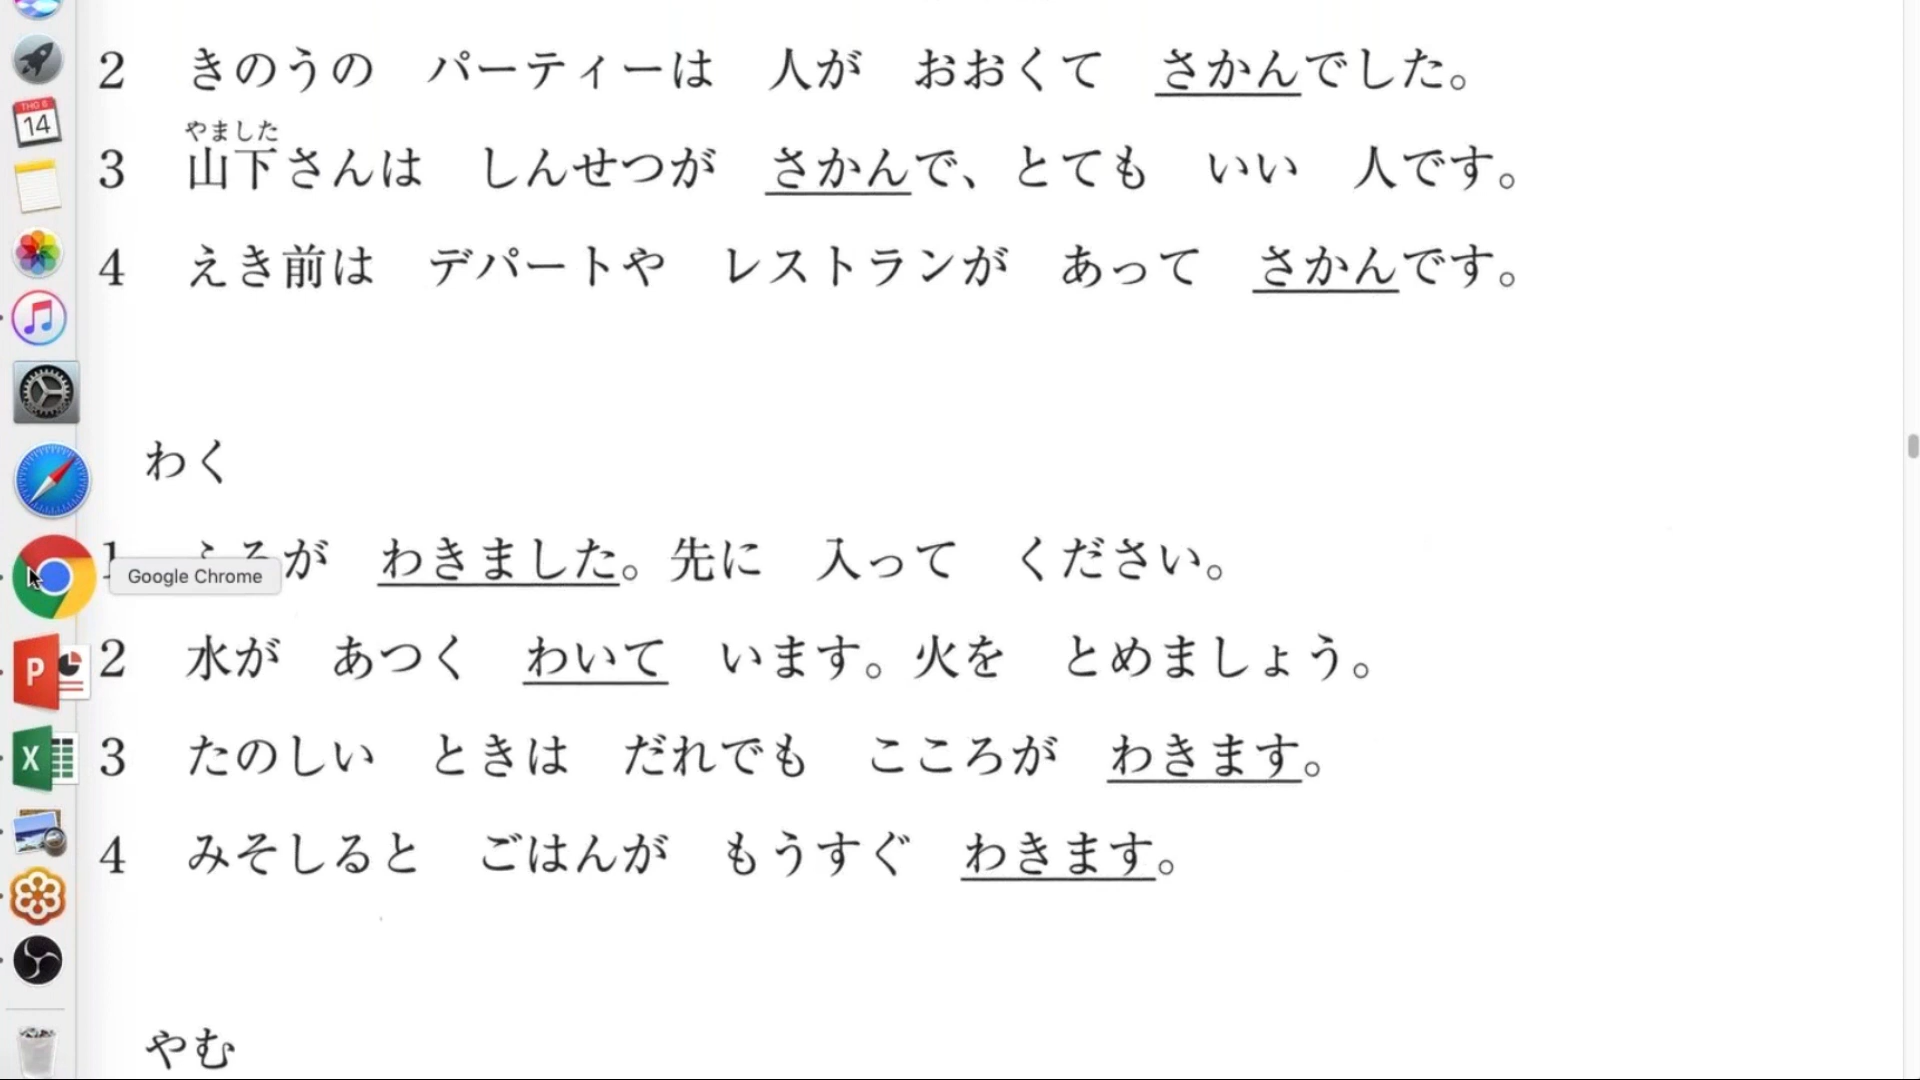 2 きのうの パーティーは 人が おおくて さかんでした。
やました
3 山下さんは しんせつが さかんで、とても いい 人です。
4 えき前は デパートや レストランが あって さかんです。
THG 6
14
わく
1 が わきました。先に 入って ください。
Google Chrome
2 水が あつく わいて います。火を とめましょう。
P
3 たのしい ときは だれでも こころが わきます。
X
4 みそしると ごはんが もうすぐ わきます。
やむ